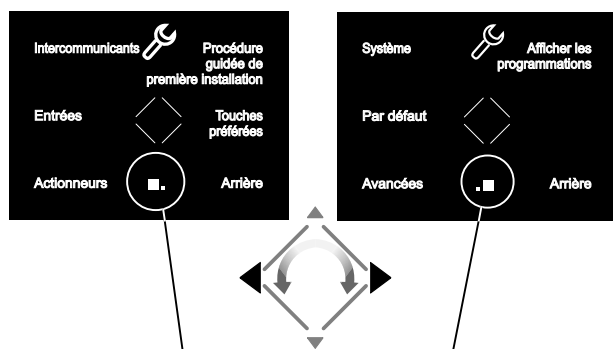 Intercommunicants
Procédure
guidée de
première installation
Entrées
Touches
préférées
Actionneurs
Arrière
Système
Afficher les
programmations
Par défaut
Avancées
Arrière